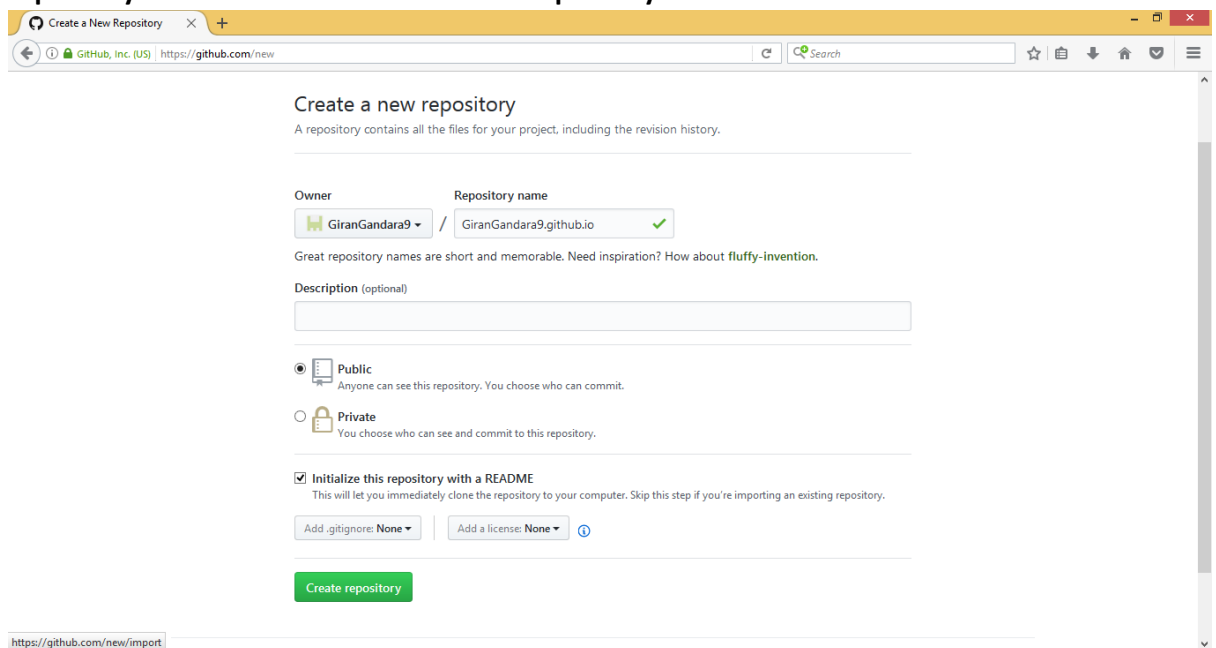 Create a New Repository
GitHub, Inc. (US) https://github.com/new
Search
Create a new repository
A repository contains all the files for your project, including the revision history.
Owner Repository name
GiranGandara9 / GiranGandara9.github.io
Great repository names are short and memorable. Need inspiration? How about fluffy-invention.
Description (optional)
Public
Anyone can see this repository. You choose who can commit.
Private
You choose who can see and commit to this repository.
Initialize this repository with a README
This will let you immediately clone the repository to your computer. Skip this step if you're importing an existing repository.
Add .gitignore: None Add a license: None
Create repository
https://github.com/new/import